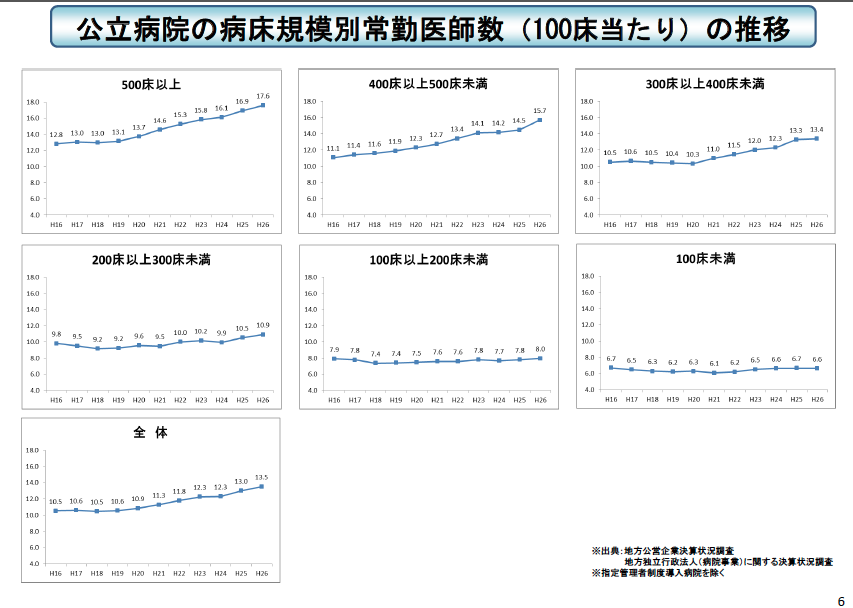 公立病院の病床規模別常勤医師数（100床当たり）の推移
500床以上
18.0
16.0
14.0
12.0
10.0
8.0
6.0
4.0
12.8 13.0 13.0 13.1 13.7 14.6 15.3 15.8 16.1 16.9 17.6
H16 H17 H18 H19 H20 H21 H22 H23 H24 H25 H26
400床以上500床未満
18.0
16.0
14.0
12.0
10.0
8.0
6.0
4.0
11.1 11.4 11.6 11.9 12.3 12.7 13.4 14.1 14.2 14.5 15.7
H16 H17 H18 H19 H20 H21 H22 H23 H24 H25 H26
300床以上400床未満
18.0
16.0
14.0
12.0
10.0
8.0
6.0
4.0
10.5 10.6 10.5 10.4 10.3 11.0 11.5 12.0 12.3 13.3 13.4
H16 H17 H18 H19 H20 H21 H22 H23 H24 H25 H26
200床以上300床未満
18.0
16.0
14.0
12.0
10.0
8.0
6.0
4.0
9.8 9.5 9.2 9.2 9.6 9.5 10.0 10.2 9.9 10.5 10.9
H16 H17 H18 H19 H20 H21 H22 H23 H24 H25 H26
100床以上200床未満
18.0
16.0
14.0
12.0
10.0
8.0
6.0
4.0
7.9 7.8 7.4 7.4 7.5 7.6 7.6 7.8 7.7 7.8 8.0
H16 H17 H18 H19 H20 H21 H22 H23 H24 H25 H26
100床未満
18.0
16.0
14.0
12.0
10.0
8.0
6.0
4.0
6.7 6.5 6.3 6.2 6.3 6.1 6.2 6.5 6.6 6.7 6.6
H16 H17 H18 H19 H20 H21 H22 H23 H24 H25 H26
全　体
18.0
16.0
14.0
12.0
10.0
8.0
6.0
4.0
10.5 10.6 10.5 10.6 10.9 11.3 11.8 12.3 12.3 13.0 13.5
H16 H17 H18 H19 H20 H21 H22 H23 H24 H25 H26
※出典：地方公営企業決算状況調査
地方独立行政法人（病院事業）に関する決算状況調査
※指定管理者制度導入病院を除く
6